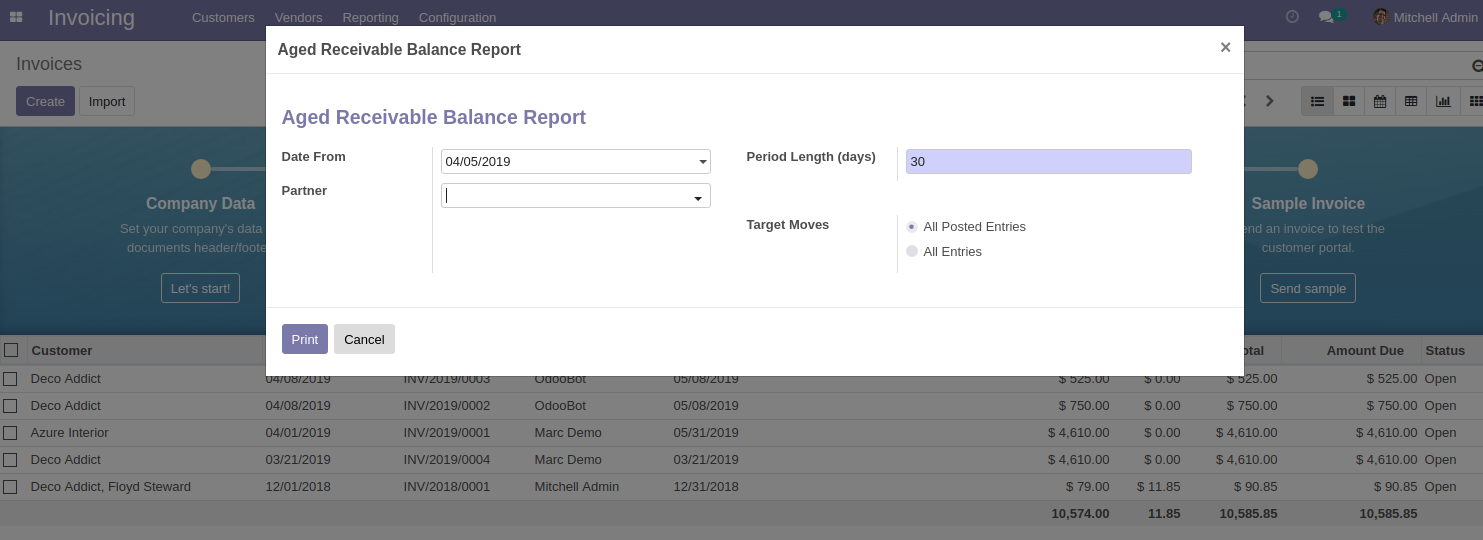 Invoicing Customers Vendors Reporting Configuration 1 Mitchell Admin
Aged Receivable Balance Report ×
Invoices
Create Import
Aged Receivable Balance Report
Date From 04/05/2019 Period Length (days) 30
Partner
Target Moves All Posted Entries
All Entries
Company Data
Set your company's data
documents header/foote
Let's start!
Sample Invoice
end an invoice to test the
customer portal.
Send sample
Print Cancel
Customer otal Amount Due Status
Deco Addict 04/08/2019 INV/2019/0003 OdooBot 05/08/2019 $ 525.00 $ 0.00 $ 525.00 $ 525.00 Open
Deco Addict 04/08/2019 INV/2019/0002 OdooBot 05/08/2019 $ 750.00 $ 0.00 $ 750.00 $ 750.00 Open
Azure Interior 04/01/2019 INV/2019/0001 Marc Demo 05/31/2019 $ 4,610.00 $ 0.00 $ 4,610.00 $ 4,610.00 Open
Deco Addict 03/21/2019 INV/2019/0004 Marc Demo 03/21/2019 $ 4,610.00 $ 0.00 $ 4,610.00 $ 4,610.00 Open
Deco Addict, Floyd Steward 12/01/2018 INV/2018/0001 Mitchell Admin 12/31/2018 $ 79.00 $ 11.85 $ 90.85 $ 90.85 Open
10,574.00 11.85 10,585.85 10,585.85